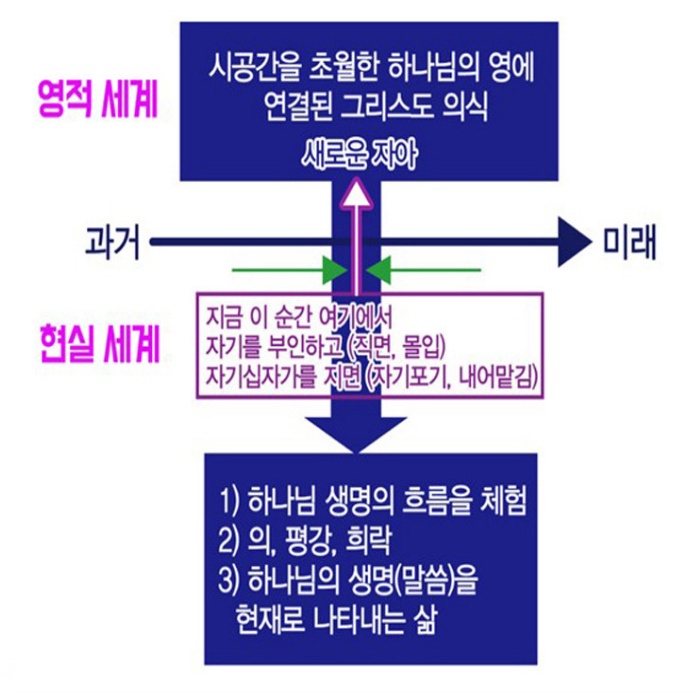 시공간을 초월한 하나님의 영에
연결된 그리스도 의식
새로운 자아
영적 세계
과거
미래
현실 세계
지금 이 순간 여기에서
자기를 부인하고 (직면, 몰입)
자기십자가를 지면 (자기포기, 내어맡김)
1) 하나님 생명의 흐름을 체험
2) 의, 평강, 희락
3) 하나님의 생명(말씀)을
현재로 나타내는 삶